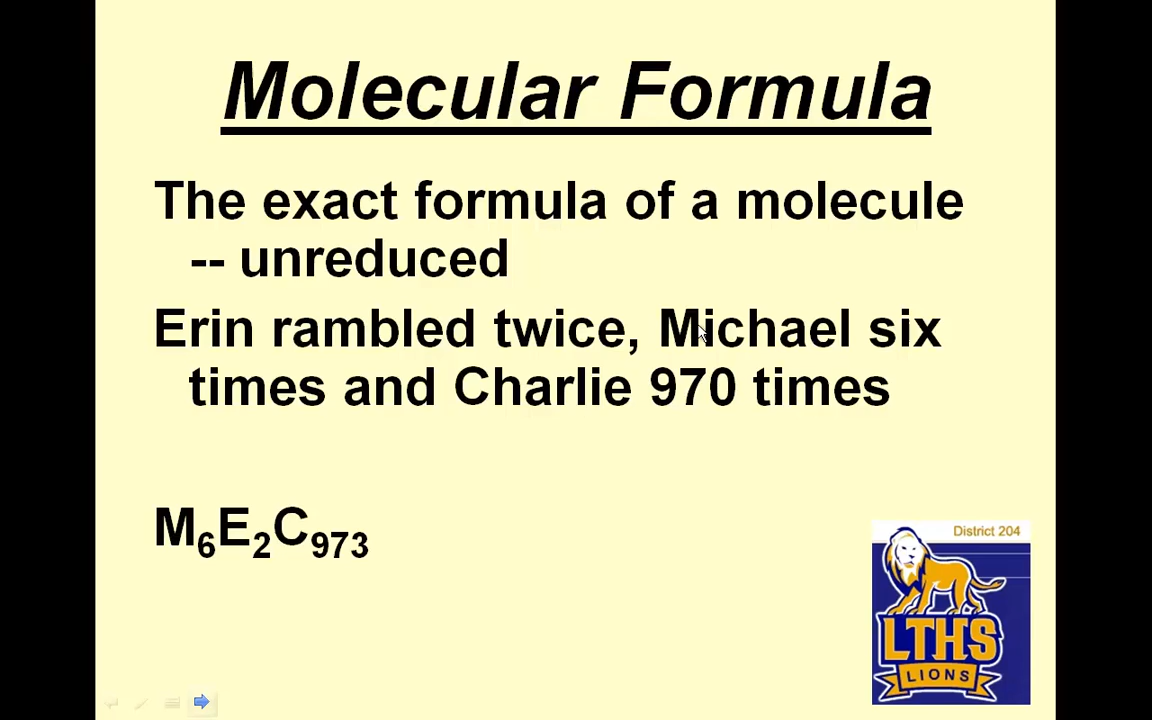 Molecular Formula
The exact formula of a molecule
-- unreduced
Erin rambled twice, Michael six
times and Charlie 970 times
M₆E₂C₉₇₃
District 204
LTHS
LIONS